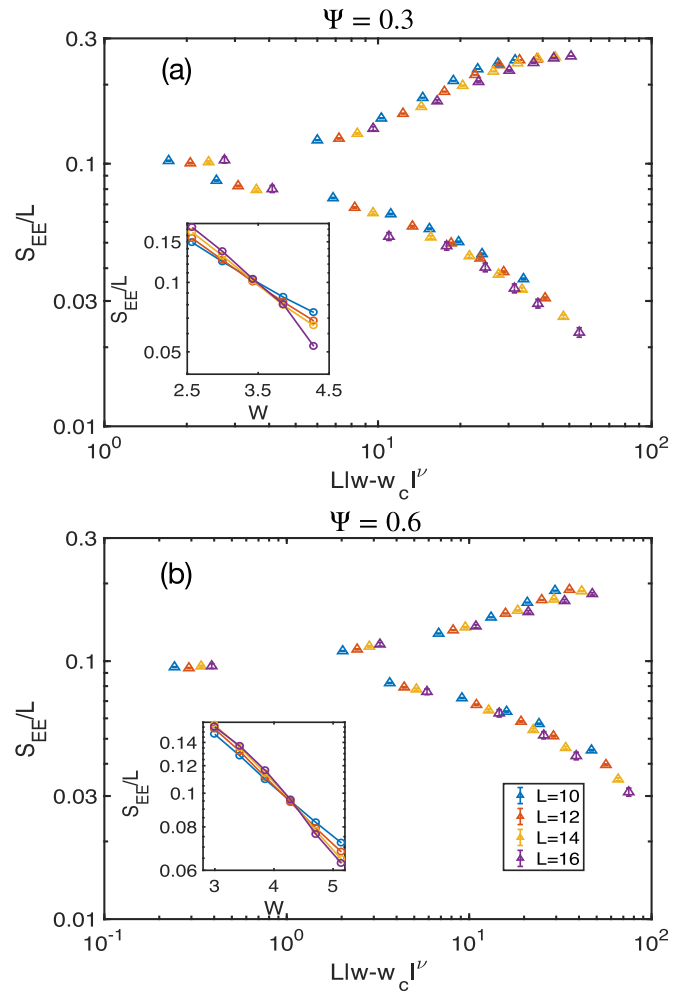 Ψ = 0.3
(a)
0.3
0.1
0.03
0.01
S_EE/L
10^0
10^1
10^2
L|w-w_c|^ν
0.15
0.1
0.05
S_EE/L
2.5
3.5
4.5
W
Ψ = 0.6
(b)
0.3
0.1
0.03
0.01
S_EE/L
10^-1
10^0
10^1
10^2
L|w-w_c|^ν
0.14
0.12
0.1
0.08
0.06
S_EE/L
3
4
5
W
L=10
L=12
L=14
L=16